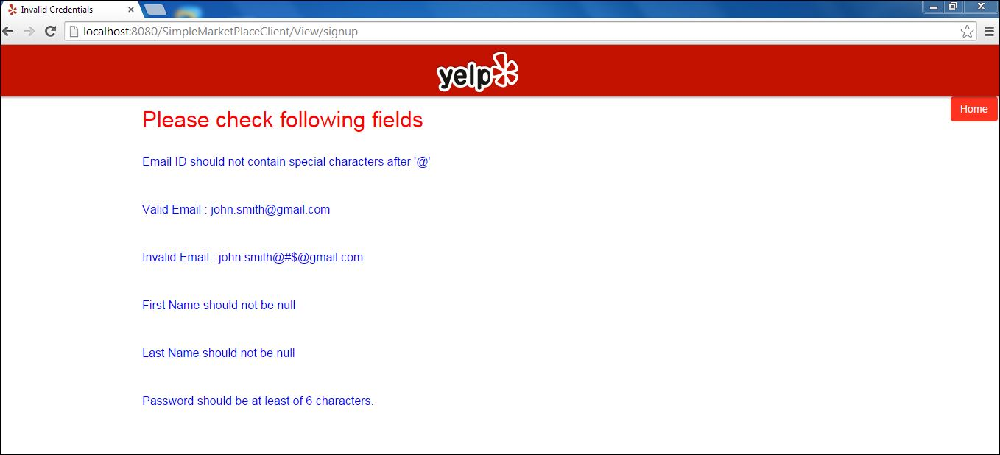 Invalid Credentials
localhost:8080/SimpleMarketPlaceClient/View/signup
yelp
Home
Please check following fields
Email ID should not contain special characters after '@'
Valid Email : john.smith@gmail.com
Invalid Email : john.smith@#$@gmail.com
First Name should not be null
Last Name should not be null
Password should be at least of 6 characters.